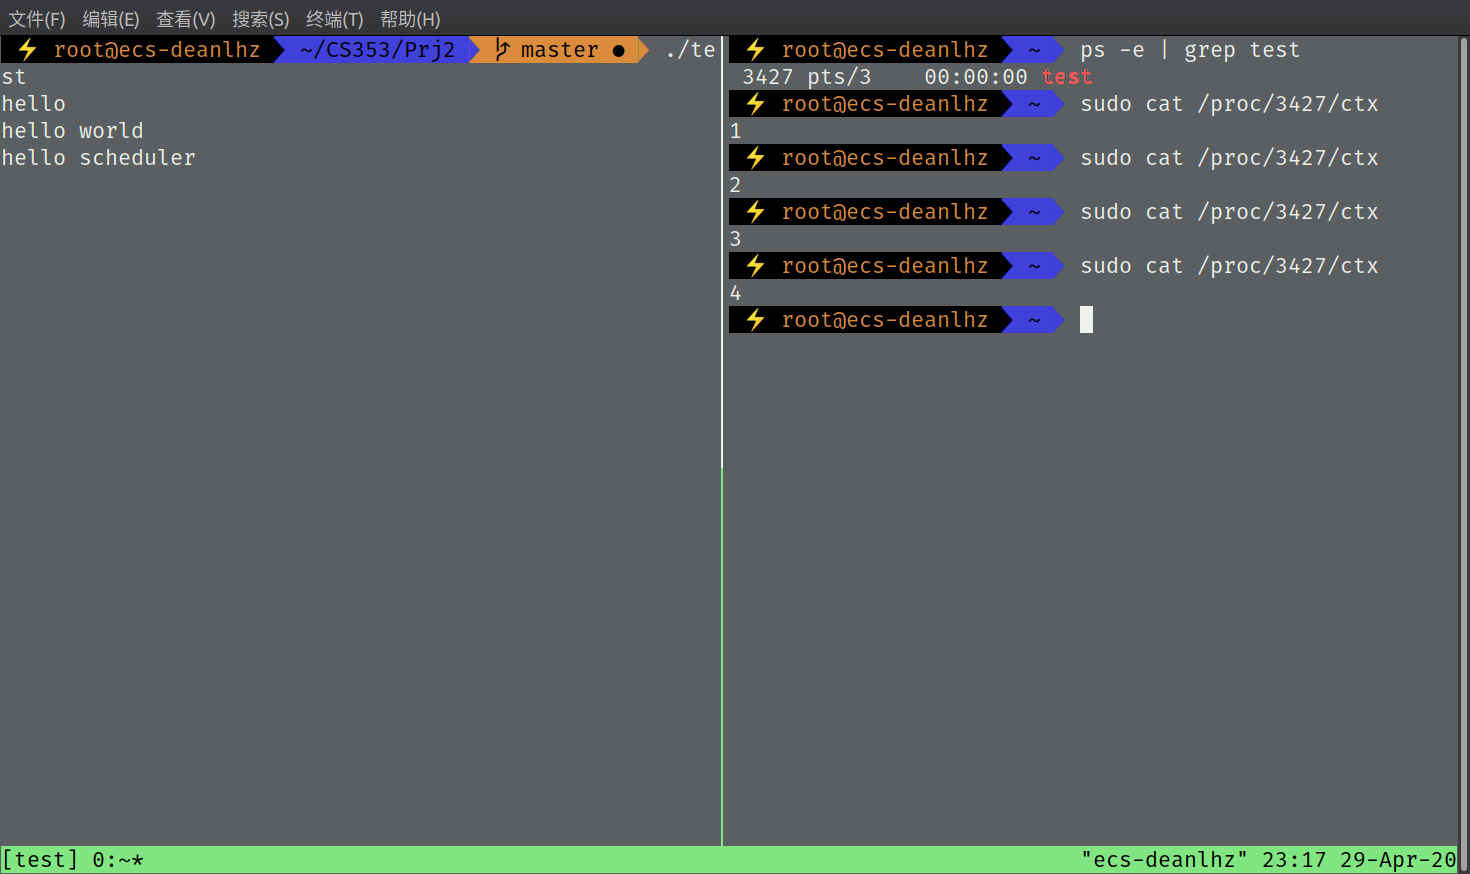 文件(F) 编辑(E) 查看(V) 搜索(S) 终端(T) 帮助(H)
⚡ root@ecs-deanlhz ~/CS353/Prj2 master ● ./te
st
hello
hello world
hello scheduler
⚡ root@ecs-deanlhz ~ ps -e | grep test
3427 pts/3 00:00:00 test
⚡ root@ecs-deanlhz ~ sudo cat /proc/3427/ctx
1
⚡ root@ecs-deanlhz ~ sudo cat /proc/3427/ctx
2
⚡ root@ecs-deanlhz ~ sudo cat /proc/3427/ctx
3
⚡ root@ecs-deanlhz ~ sudo cat /proc/3427/ctx
4
⚡ root@ecs-deanlhz ~
[test] 0:~* "ecs-deanlhz" 23:17 29-Apr-20